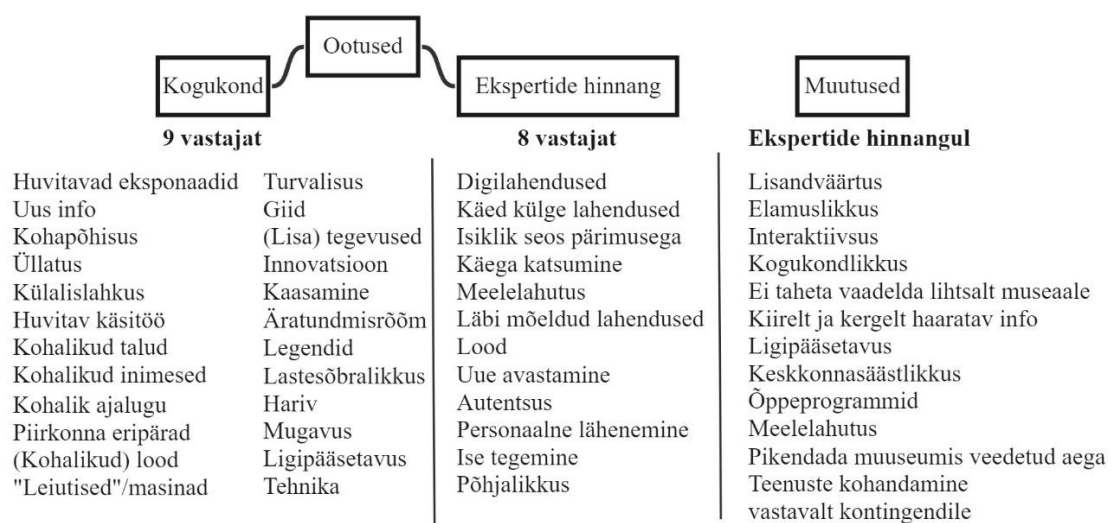 Ootused
Kogukond
Ekspertide hinnang
Muutused
9 vastajat
8 vastajat
Ekspertide hinnangul
Huvitavad eksponaadid
Uus info
Kohapõhisus
Üllatus
Külalislahkus
Huvitav käsitöö
Kohalikud talud
Kohalikud inimesed
Kohalik ajalugu
Piirkonna eripärad
(Kohalikud) lood
"Leiutised"/masinad
Turvalisus
Giid
(Lisa) tegevused
Innovatsioon
Kaasamine
Äratundmisrõõm
Legendid
Lastesõbralikkus
Hariv
Mugavus
Ligipääsetavus
Tehnika
Digilahendused
Käed külge lahendused
Isiklik seos pärimusega
Käega katsumine
Meelelahutus
Läbi mõeldud lahendused
Lood
Uue avastamine
Autentsus
Personaalne lähenemine
Ise tegemine
Põhjalikkus
Lisandväärtus
Elamuslikkus
Interaktiivsus
Kogukondlikkus
Ei taheta vaadelda lihtsalt museaale
Kiirelt ja kergelt haaratav info
Ligipääsetavus
Keskkonnasäästlikkus
Õppeprogrammid
Meelelahutus
Pikendada muuseumis veedetud aega
Teenuste kohandamine
vastavalt kontingendile